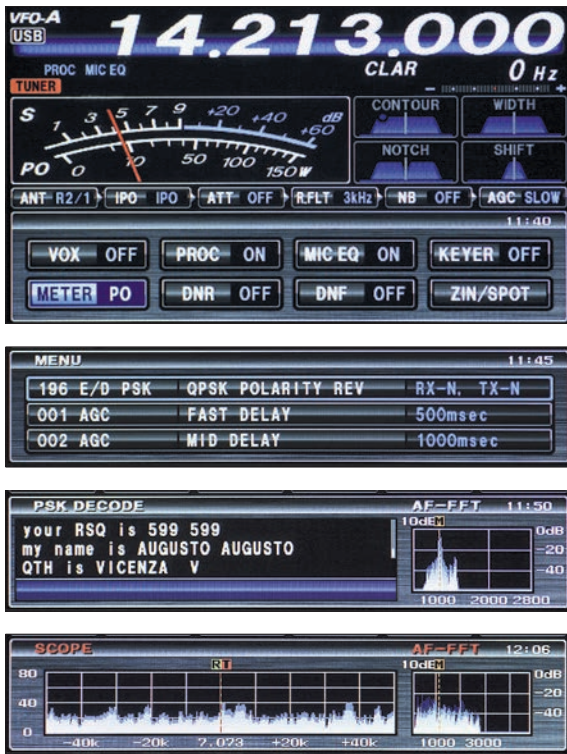 VFO-A
USB
14.213.000
PROC MIC EQ
CLAR 0 Hz
TUNER
- +
S 1 3 5 7 9 +20 +40 +60 dB
PO 0 10 50 100 150 W
CONTOUR WIDTH
NOTCH SHIFT
ANT R2/1 IPO IPO ATT OFF R.FLT 3kHz NB OFF AGC SLOW
11:40
VOX OFF PROC ON MIC EQ ON KEYER OFF
METER PO DNR OFF DNF OFF ZIN/SPOT
MENU 11:45
196 E/D PSK QPSK POLARITY REV RX-N, TX-N
001 AGC FAST DELAY 500msec
002 AGC MID DELAY 1000msec
PSK DECODE AF-FFT 11:50
your RSQ is 599 599
my name is AUGUSTO AUGUSTO
QTH is VICENZA V
10dB M
0dB
-20
-40
1000 2000 2800
SCOPE AF-FFT 12:06
R T 10dB M
80 0dB
-20
40 -40
0
-40k -20k 7.073 +20k +40k 1000 3000